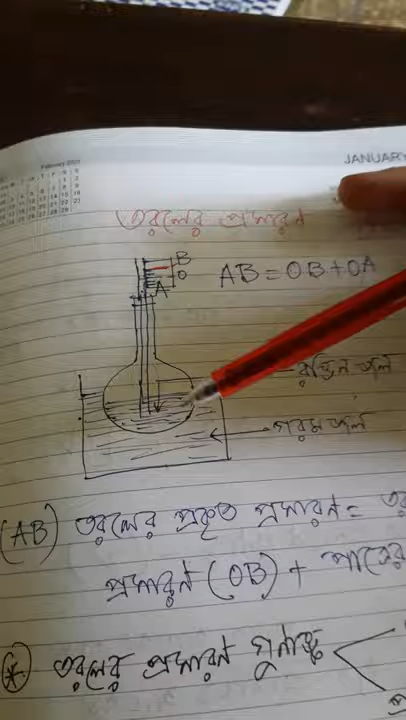 February
JANUARY
তরলের প্রসারণ
B
O
A
AB = OB + OA
রঙিন জল
গরম জল
(AB) তরলের প্রকৃত প্রসারণ =
প্রসারণ (OB) + পাত্রের
* তরলের প্রসারণ গুণাঙ্ক